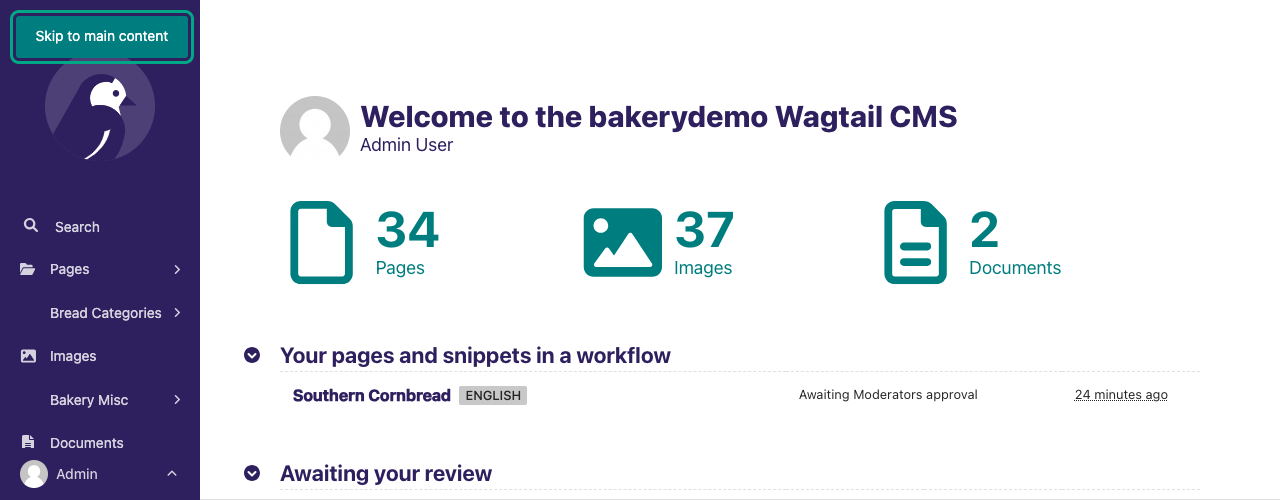 Skip to main content
Search
Pages
Bread Categories
Images
Bakery Misc
Documents
Admin
Welcome to the bakerydemo Wagtail CMS
Admin User
34
Pages
37
Images
2
Documents
Your pages and snippets in a workflow
Southern Cornbread ENGLISH Awaiting Moderators approval 24 minutes ago
Awaiting your review